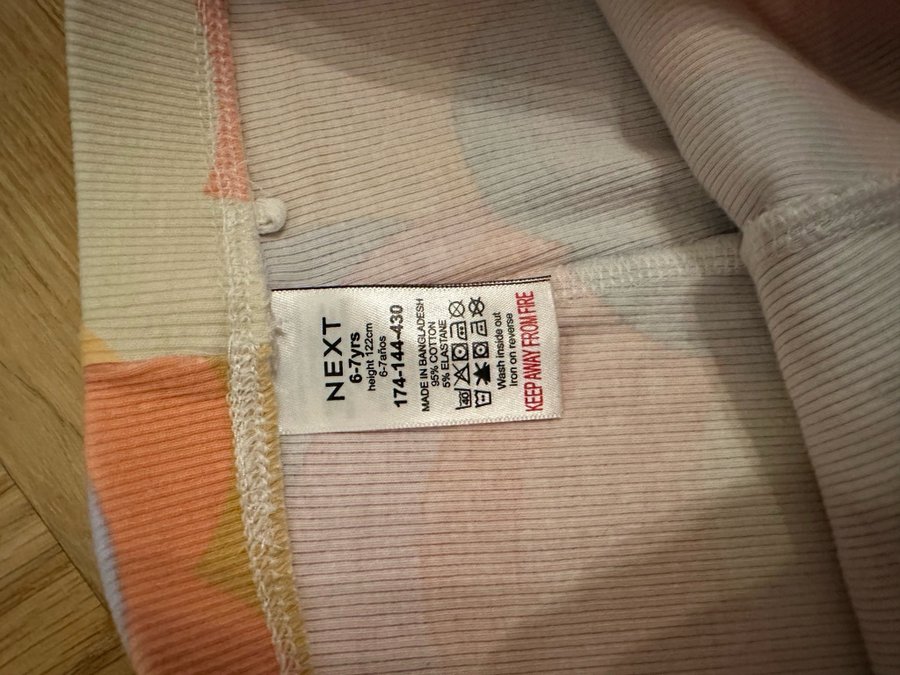 NEXT
6-7yrs
height 122cm
6-7años
174-144-430
MADE IN BANGLADESH
95% COTTON
5% ELASTANE
40
Wash inside out
Iron on reverse
KEEP AWAY FROM FIRE